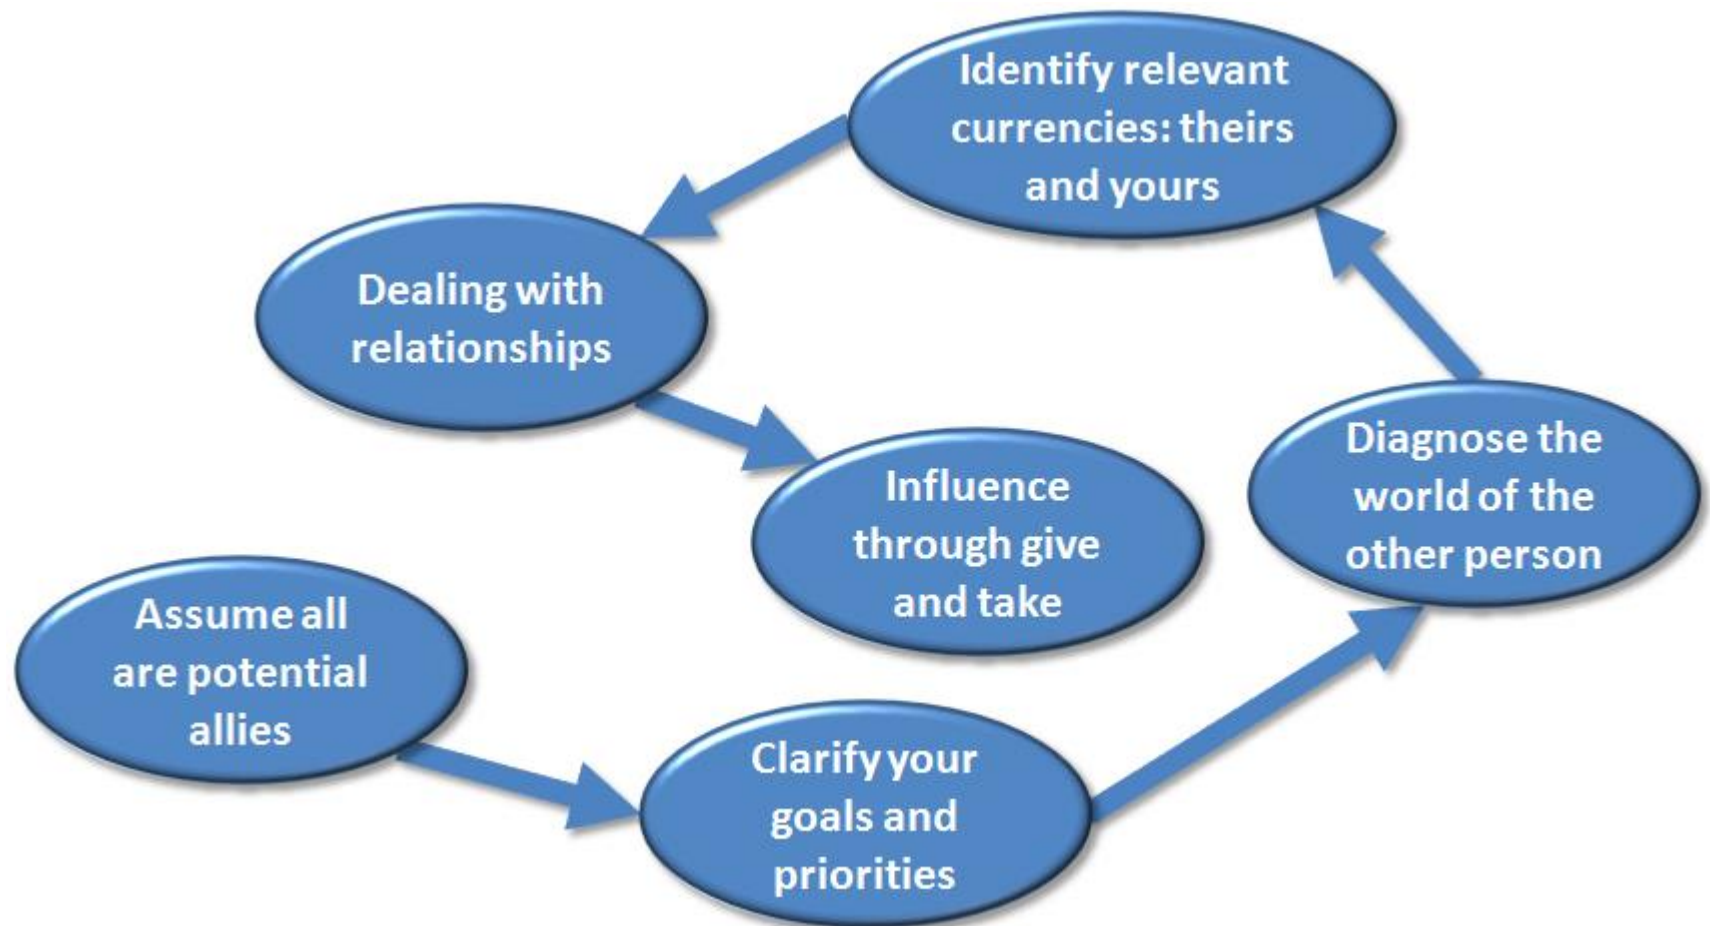 Identify relevant
currencies: theirs
and yours
Dealing with
relationships
Diagnose the
world of the
other person
Influence
through give
and take
Assume all
are potential
allies
Clarify your
goals and
priorities